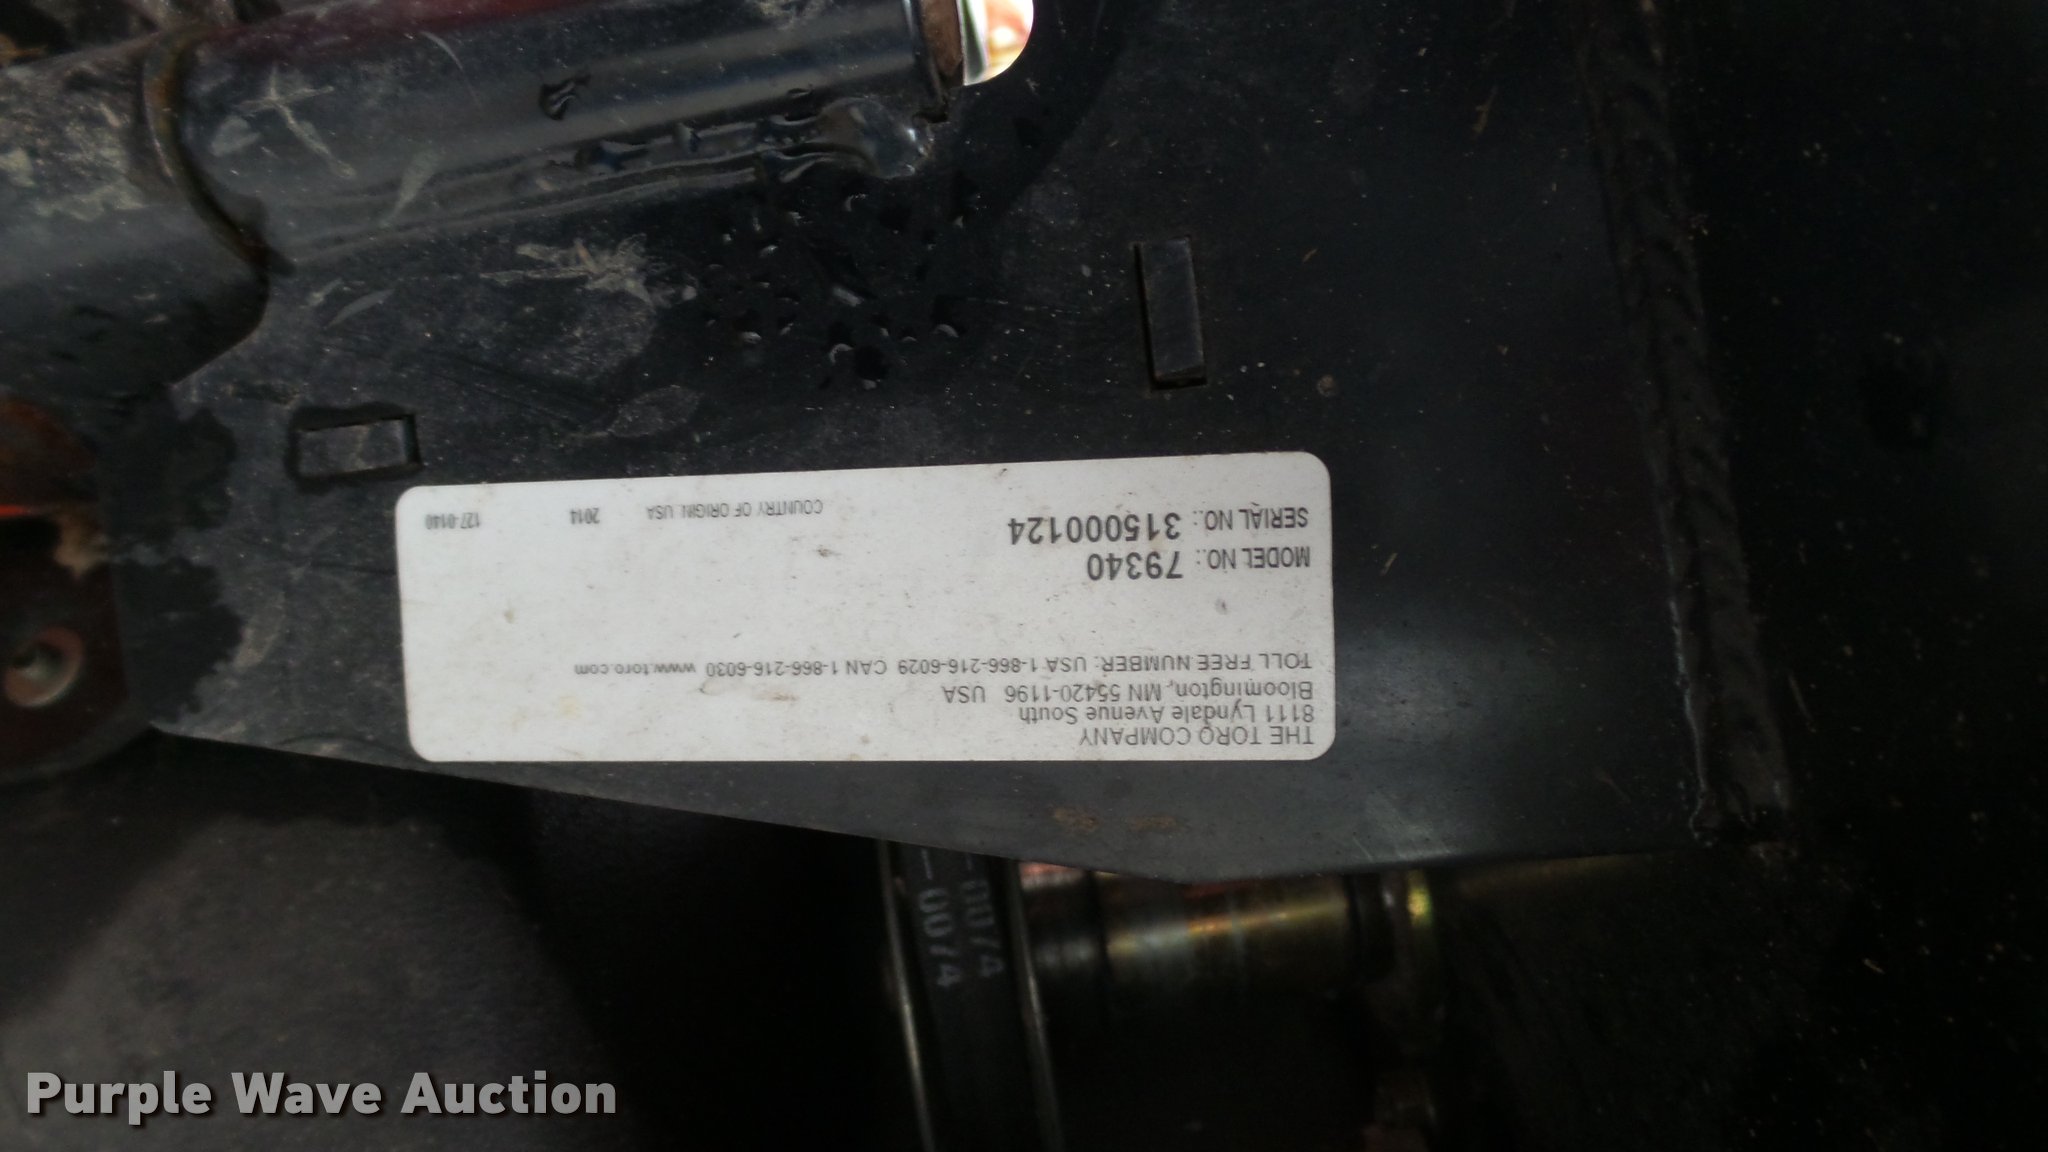 THE TORO COMPANY
8111 Lyndale Avenue South
Bloomington, MN 55420-1196 USA
TOLL FREE NUMBER: USA 1-866-216-6029 CAN 1-866-216-6030 www.toro.com
MODEL NO.: 79340
SERIAL NO.: 315000124
COUNTRY OF ORIGIN: USA 2014 127-0140
-0074
-0074
Purple Wave Auction